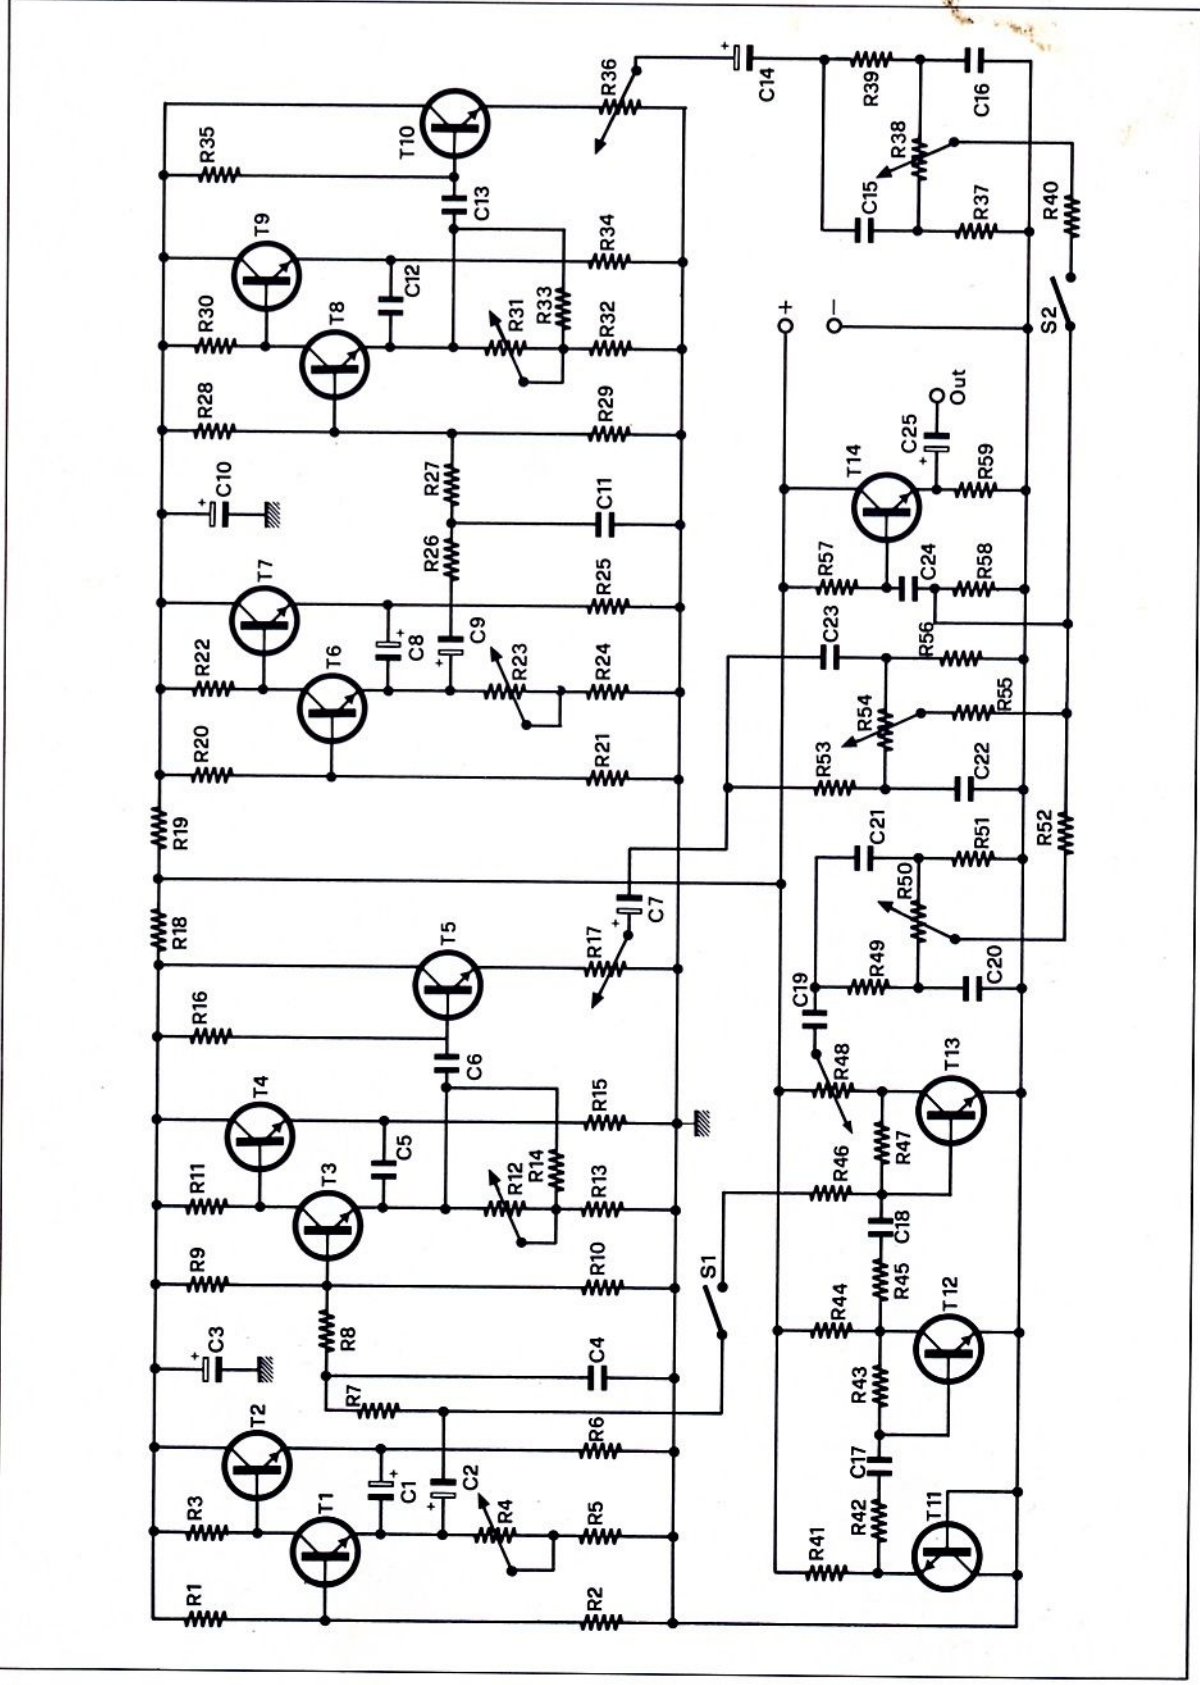 R1
R3
T2
C3
R9
R11
T4
R16
R18
R19
R20
R22
T7
C10
R28
R30
T9
R35
T1
R7
R8
T3
T5
T6
T8
T10
C1
C2
R4
C5
C6
R12
R14
C8
C9
R23
R26
R27
C12
R31
R33
C13
R2
R5
R6
C4
R10
R13
R15
R17
C7
R21
R24
R25
C11
R29
R32
R34
R36
+
+
+
+
+
+
+
+
S1
C14
R41
R42
C17
R43
R44
R45
C18
R46
R47
R48
C19
R49
R50
C21
R53
R54
C23
R57
T14
C25
+
–
C15
R38
R39
T11
T12
T13
C20
R51
C22
R55
R56
C24
R58
R59
+
Out
R37
C16
R52
S2
R40